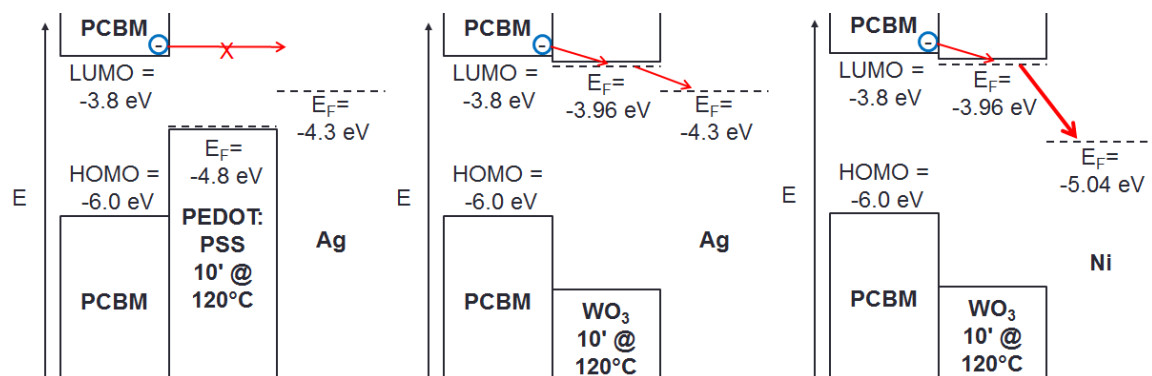 PCBM
LUMO =
-3.8 eV
E_F=
-4.3 eV
E_F=
-4.8 eV
HOMO =
-6.0 eV
E
PEDOT:
PSS
10' @
120°C
Ag
PCBM
PCBM
LUMO =
-3.8 eV
E_F=
-3.96 eV
E_F=
-4.3 eV
HOMO =
-6.0 eV
E
Ag
PCBM
WO₃
10' @
120°C
PCBM
LUMO =
-3.8 eV
E_F=
-3.96 eV
E_F=
-5.04 eV
HOMO =
-6.0 eV
E
Ni
PCBM
WO₃
10' @
120°C